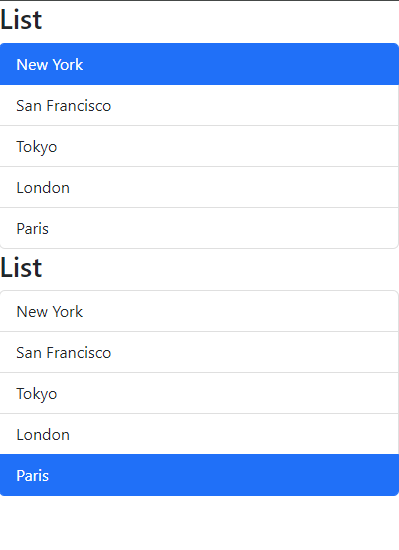 List
New York
San Francisco
Tokyo
London
Paris
List
New York
San Francisco
Tokyo
London
Paris